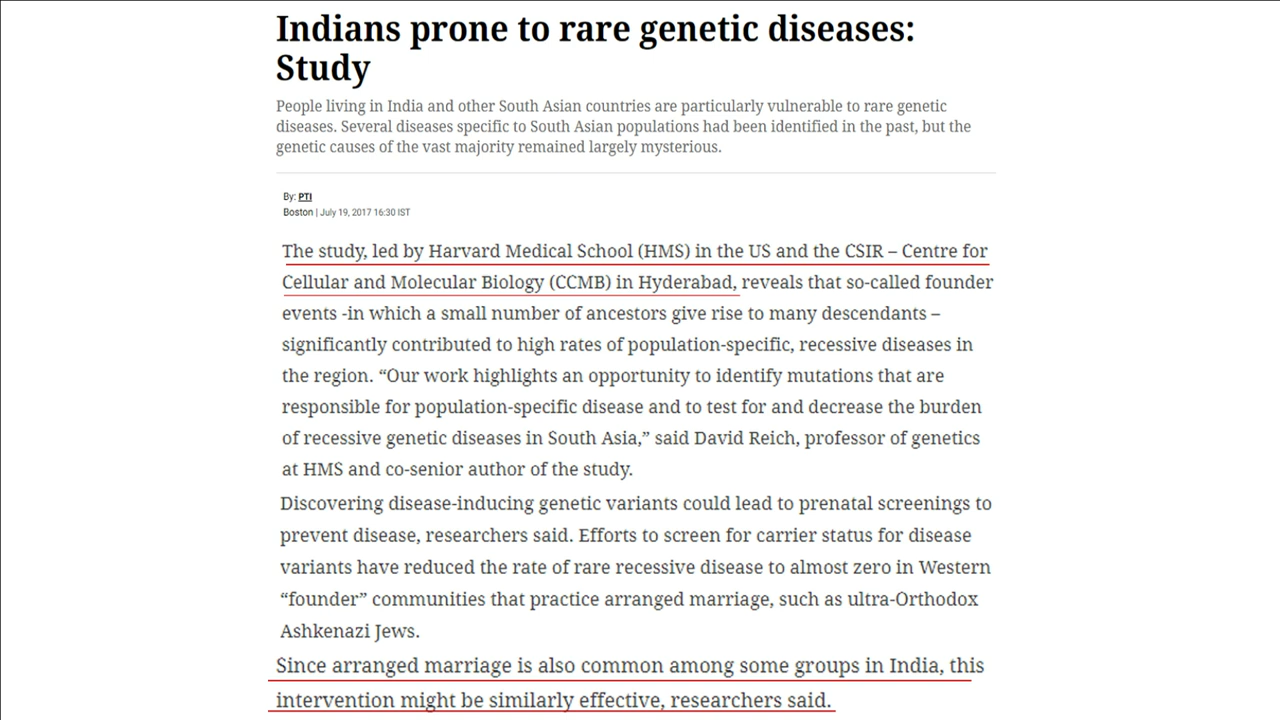 Indians prone to rare genetic diseases:
Study
People living in India and other South Asian countries are particularly vulnerable to rare genetic
diseases. Several diseases specific to South Asian populations had been identified in the past, but the
genetic causes of the vast majority remained largely mysterious.
By: PTI
Boston | July 19, 2017 16:30 IST
The study, led by Harvard Medical School (HMS) in the US and the CSIR – Centre for
Cellular and Molecular Biology (CCMB) in Hyderabad, reveals that so-called founder
events -in which a small number of ancestors give rise to many descendants –
significantly contributed to high rates of population-specific, recessive diseases in
the region. “Our work highlights an opportunity to identify mutations that are
responsible for population-specific disease and to test for and decrease the burden
of recessive genetic diseases in South Asia,” said David Reich, professor of genetics
at HMS and co-senior author of the study.
Discovering disease-inducing genetic variants could lead to prenatal screenings to
prevent disease, researchers said. Efforts to screen for carrier status for disease
variants have reduced the rate of rare recessive disease to almost zero in Western
“founder” communities that practice arranged marriage, such as ultra-Orthodox
Ashkenazi Jews.
Since arranged marriage is also common among some groups in India, this
intervention might be similarly effective, researchers said.